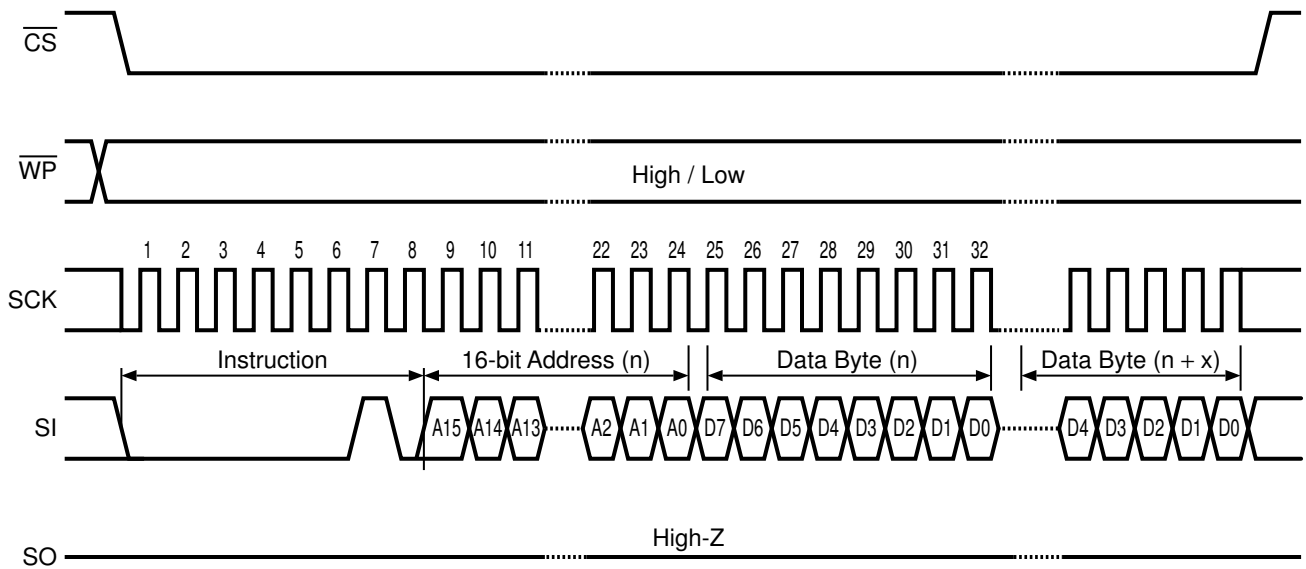 CS
WP
High / Low
1 2 3 4 5 6 7 8 9 10 11 22 23 24 25 26 27 28 29 30 31 32
SCK
Instruction 16-bit Address (n) Data Byte (n) Data Byte (n + x)
SI A15 A14 A13 A2 A1 A0 D7 D6 D5 D4 D3 D2 D1 D0 D4 D3 D2 D1 D0
High-Z
SO